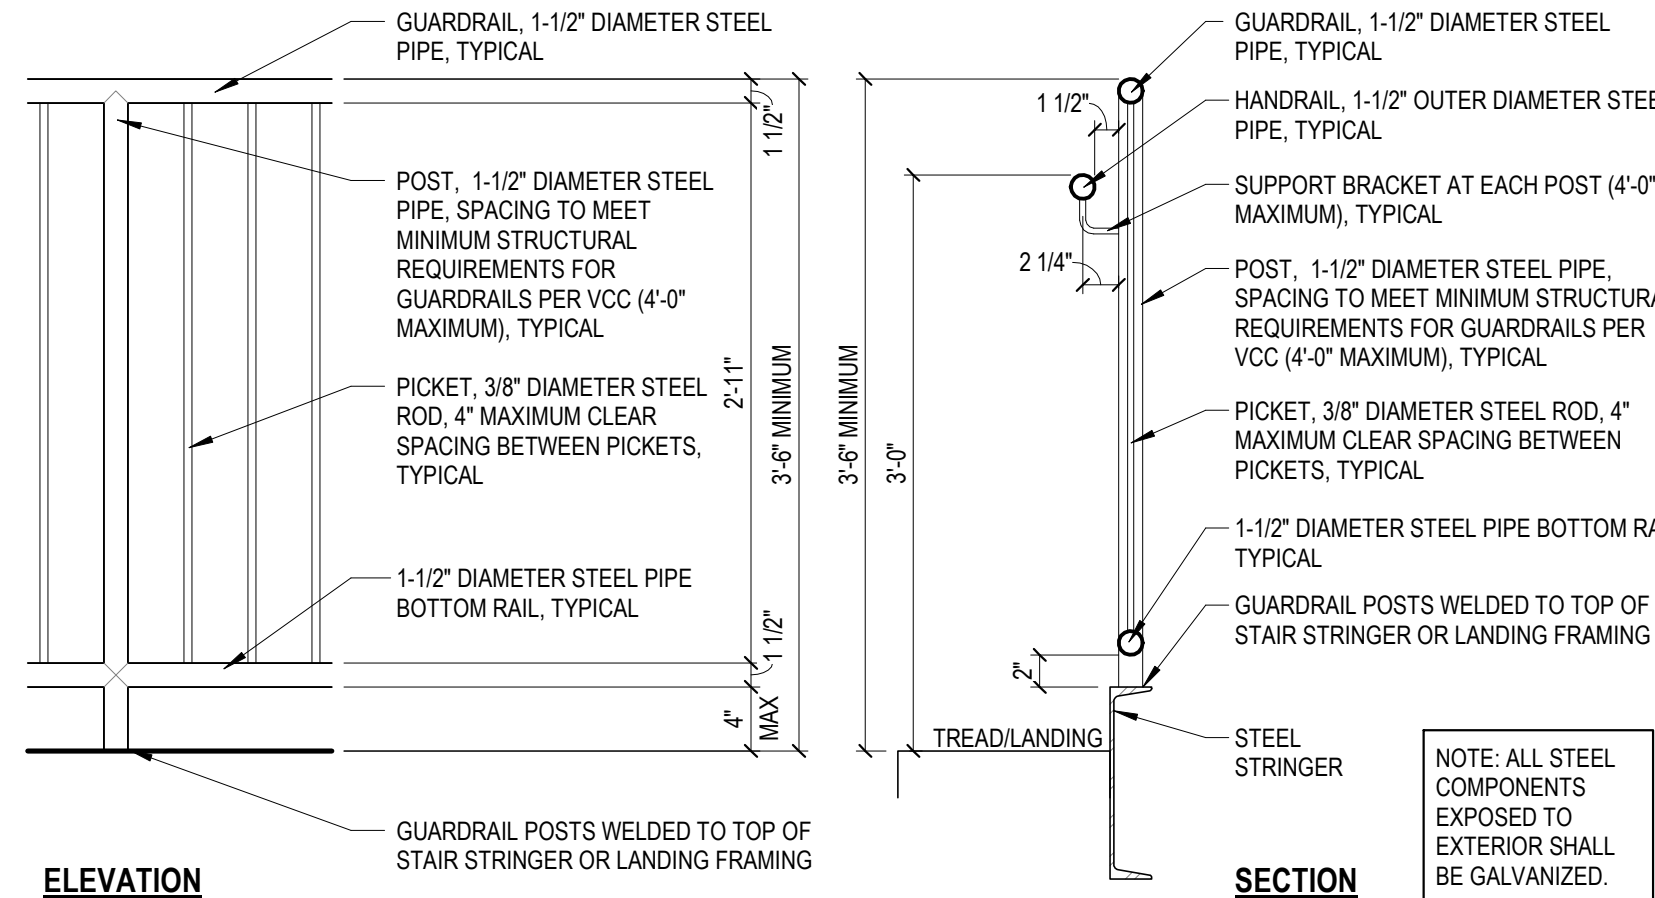 GUARDRAIL, 1-1/2" DIAMETER STEEL
PIPE, TYPICAL
POST, 1-1/2" DIAMETER STEEL
PIPE, SPACING TO MEET
MINIMUM STRUCTURAL
REQUIREMENTS FOR
GUARDRAILS PER VCC (4'-0"
MAXIMUM), TYPICAL
PICKET, 3/8" DIAMETER STEEL
ROD, 4" MAXIMUM CLEAR
SPACING BETWEEN PICKETS,
TYPICAL
1-1/2" DIAMETER STEEL PIPE
BOTTOM RAIL, TYPICAL
GUARDRAIL POSTS WELDED TO TOP OF
STAIR STRINGER OR LANDING FRAMING
1 1/2"
2'-11"
1 1/2"
4"
MAX
3'-6" MINIMUM
ELEVATION
3'-6" MINIMUM
3'-0"
1 1/2"
2 1/4"
2"
TREAD/LANDING
GUARDRAIL, 1-1/2" DIAMETER STEEL
PIPE, TYPICAL
HANDRAIL, 1-1/2" OUTER DIAMETER
PIPE, TYPICAL
SUPPORT BRACKET AT EACH POST (4'-0"
MAXIMUM), TYPICAL
POST, 1-1/2" DIAMETER STEEL PIPE,
SPACING TO MEET MINIMUM
REQUIREMENTS FOR GUARDRAILS PER
VCC (4'-0" MAXIMUM), TYPICAL
PICKET, 3/8" DIAMETER STEEL ROD, 4"
MAXIMUM CLEAR SPACING BETWEEN
PICKETS, TYPICAL
1-1/2" DIAMETER STEEL PIPE BOTTOM
TYPICAL
GUARDRAIL POSTS WELDED TO TOP OF
STAIR STRINGER OR LANDING FRAMING
STEEL
STRINGER
SECTION
NOTE: ALL STEEL
COMPONENTS
EXPOSED TO
EXTERIOR SHALL
BE GALVANIZED.